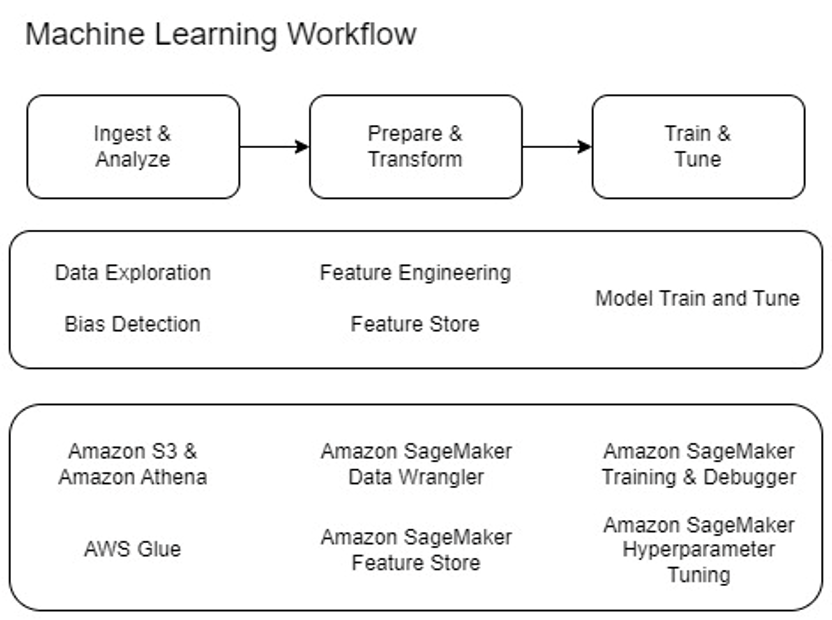 Machine Learning Workflow
Ingest &
Analyze
Prepare &
Transform
Train &
Tune
Data Exploration
Bias Detection
Feature Engineering
Feature Store
Model Train and Tune
Amazon S3 &
Amazon Athena
AWS Glue
Amazon SageMaker
Data Wrangler
Amazon SageMaker
Feature Store
Amazon SageMaker
Training & Debugger
Amazon SageMaker
Hyperparameter
Tuning